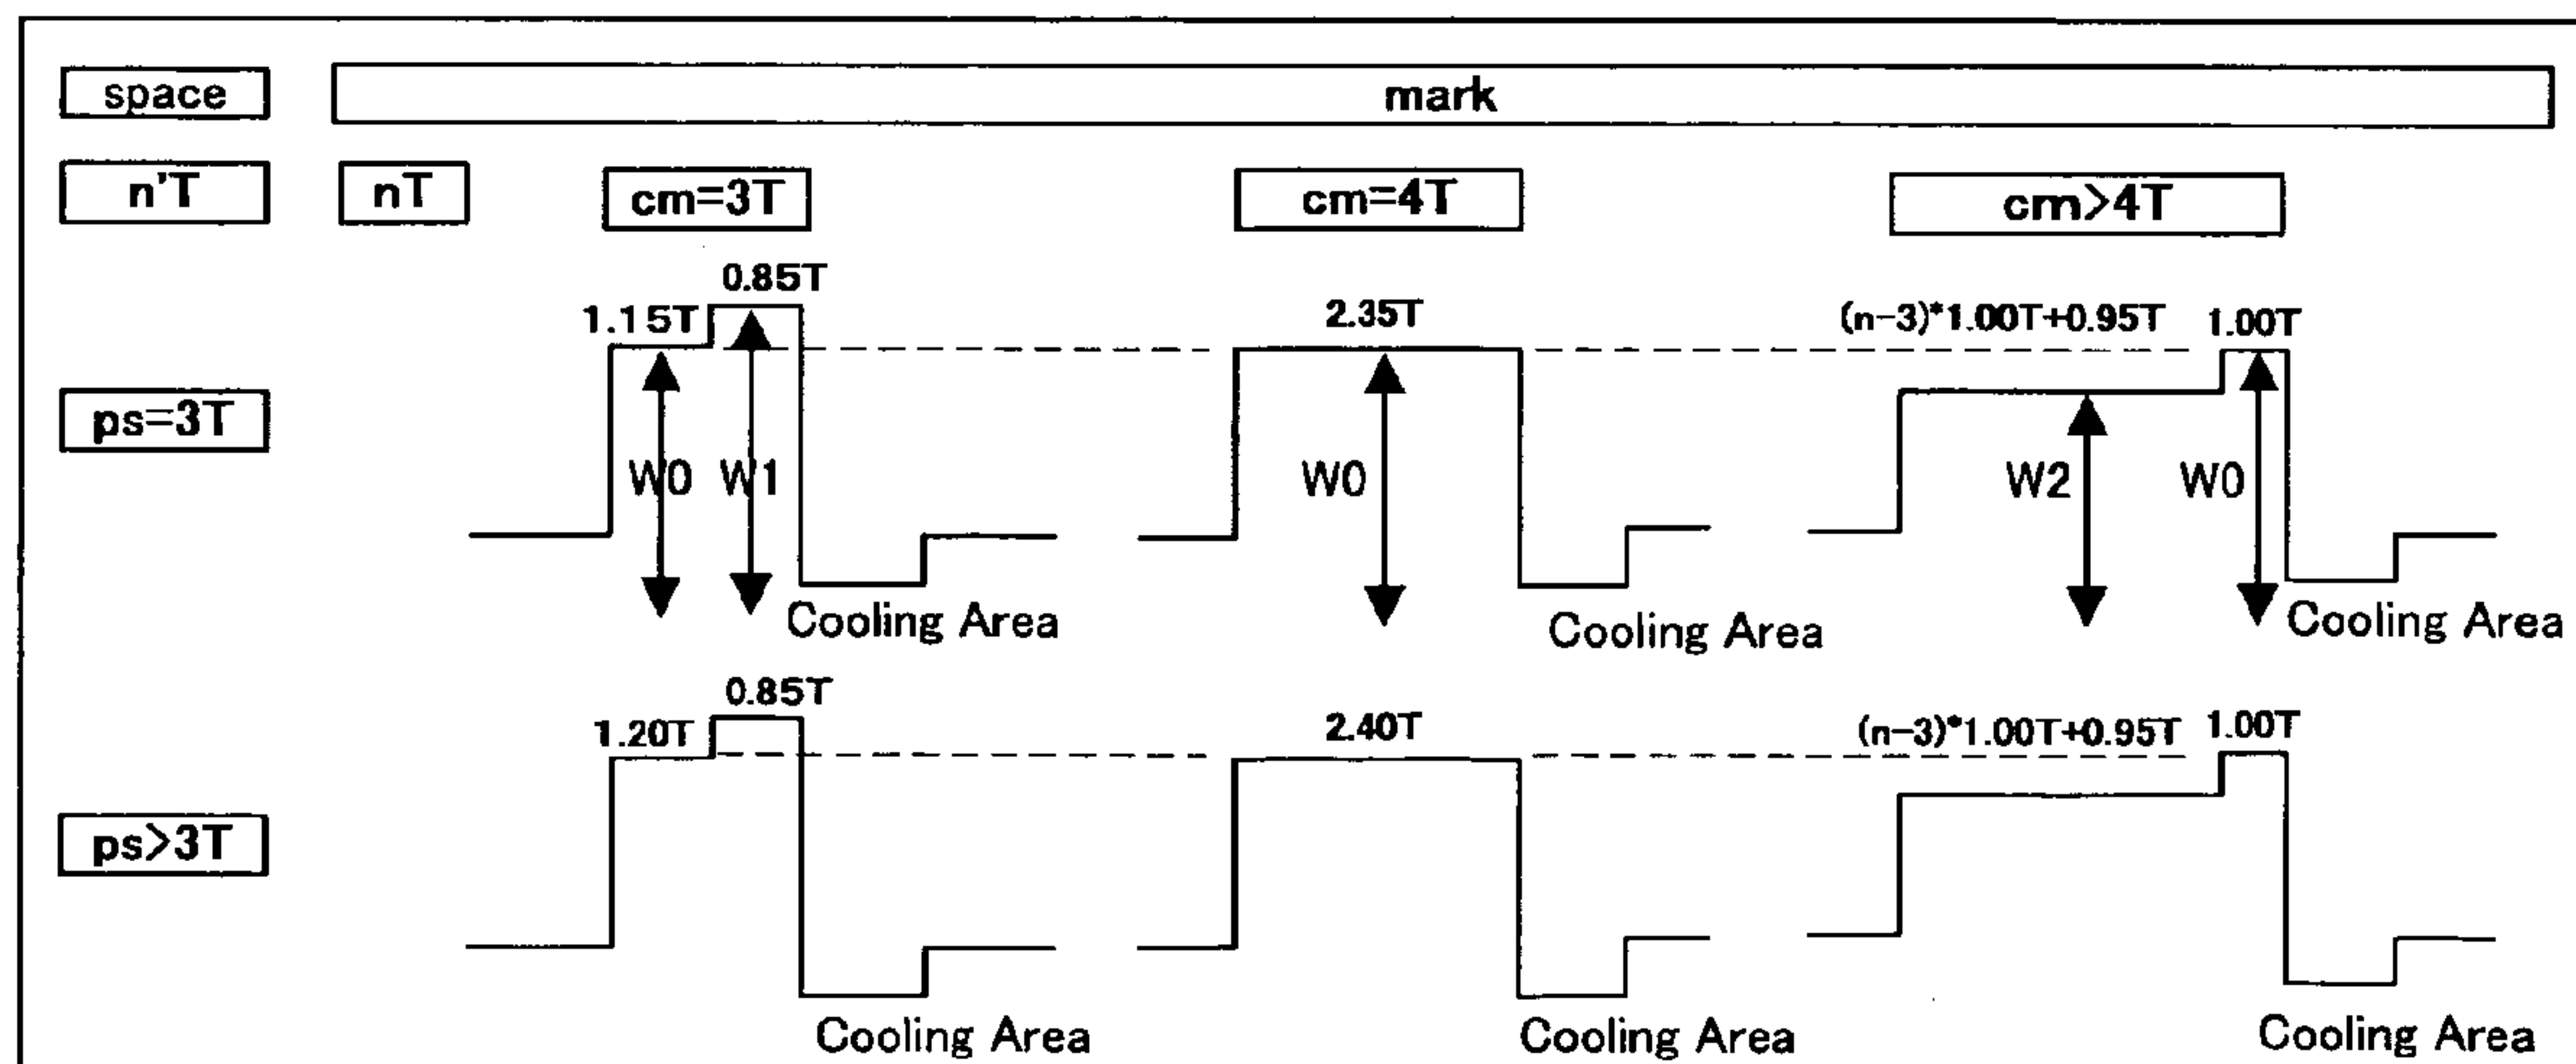 space
mark
n'T
nT
cm=3T
cm=4T
cm>4T
0.85T
1.15T
2.35T
(n-3)*1.00T+0.95T
1.00T
ps=3T
W0
W1
W0
W2
W0
Cooling Area
Cooling Area
Cooling Area
0.85T
1.20T
2.40T
(n-3)*1.00T+0.95T
1.00T
ps>3T
Cooling Area
Cooling Area
Cooling Area